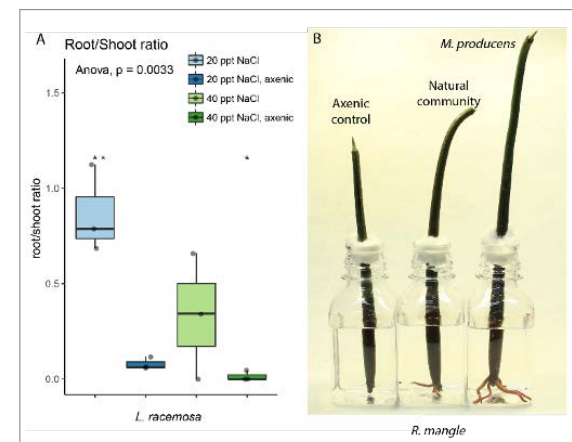 A
Root/Shoot ratio
Anova, p = 0.0033
20 ppt NaCl
20 ppt NaCl, axenic
40 ppt NaCl
40 ppt NaCl, axenic
root/shoot ratio
1.5
1.0
0.5
0.0
* *
*
L. racemosa
B
M. producens
Natural
community
Axenic
control
R. mangle